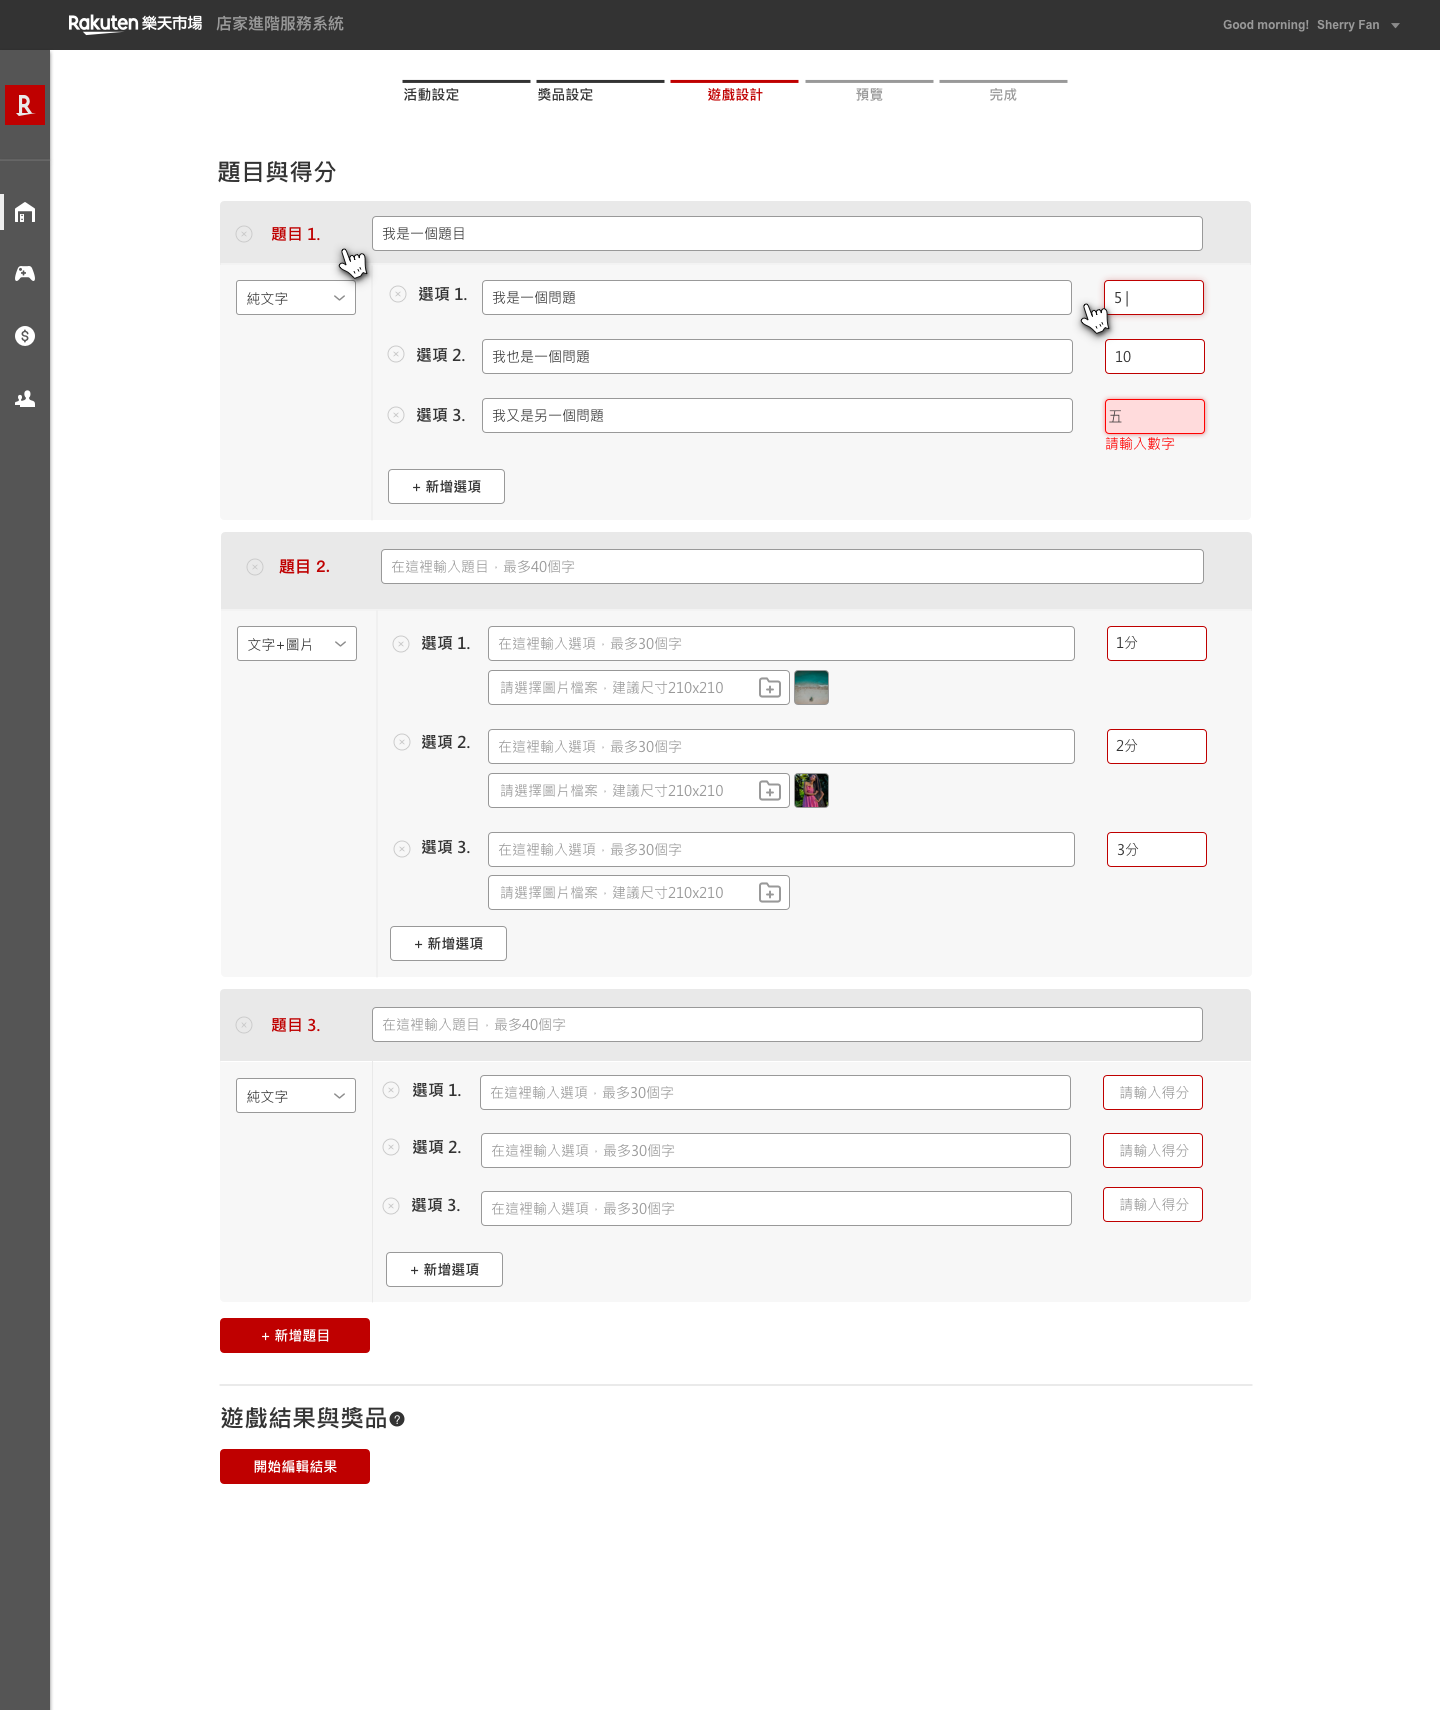 Rakuten 樂天市場 店家進階服務系統
Good morning! Sherry Fan
R
活動設定 獎品設定 遊戲設計 預覽 完成
題目與得分
題目 1. 我是一個題目
純文字 選項 1. 我是一個問題 5
選項 2. 我也是一個問題 10
選項 3. 我又是另一個問題 五
請輸入數字
+ 新增選項
題目 2. 在這裡輸入題目，最多40個字
文字+圖片 選項 1. 在這裡輸入選項，最多30個字 1分
請選擇圖片檔案，建議尺寸210x210
選項 2. 在這裡輸入選項，最多30個字 2分
請選擇圖片檔案，建議尺寸210x210
選項 3. 在這裡輸入選項，最多30個字 3分
請選擇圖片檔案，建議尺寸210x210
+ 新增選項
題目 3. 在這裡輸入題目，最多40個字
純文字 選項 1. 在這裡輸入選項，最多30個字 請輸入得分
選項 2. 在這裡輸入選項，最多30個字 請輸入得分
選項 3. 在這裡輸入選項，最多30個字 請輸入得分
+ 新增選項
+ 新增題目
遊戲結果與獎品?
開始編輯結果